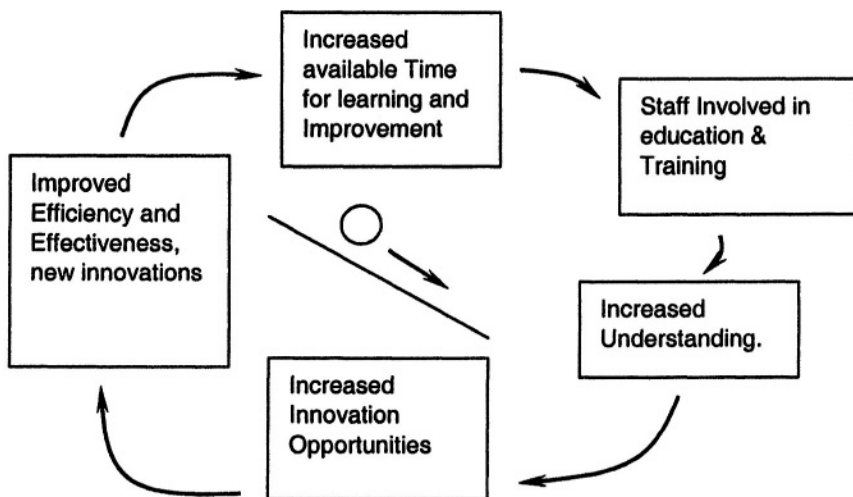 Increased
available Time
for learning and
Improvement
Staff Involved in
education &
Training
Increased
Understanding.
Increased
Innovation
Opportunities
Improved
Efficiency and
Effectiveness,
new innovations